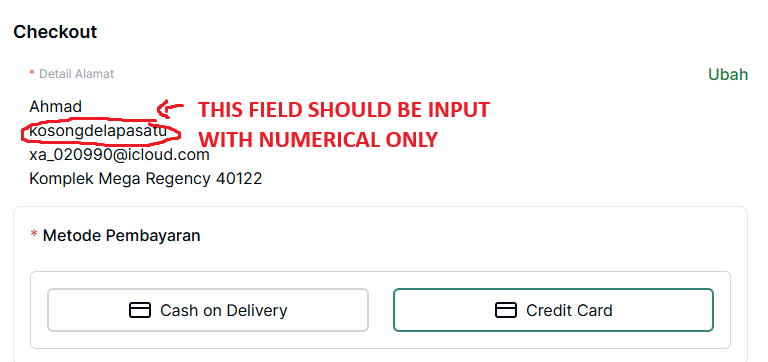 Checkout
* Detail Alamat
Ubah
Ahmad
kosongdelapasatu
xa_020990@icloud.com
Komplek Mega Regency 40122
THIS FIELD SHOULD BE INPUT
WITH NUMERICAL ONLY
* Metode Pembayaran
Cash on Delivery
Credit Card